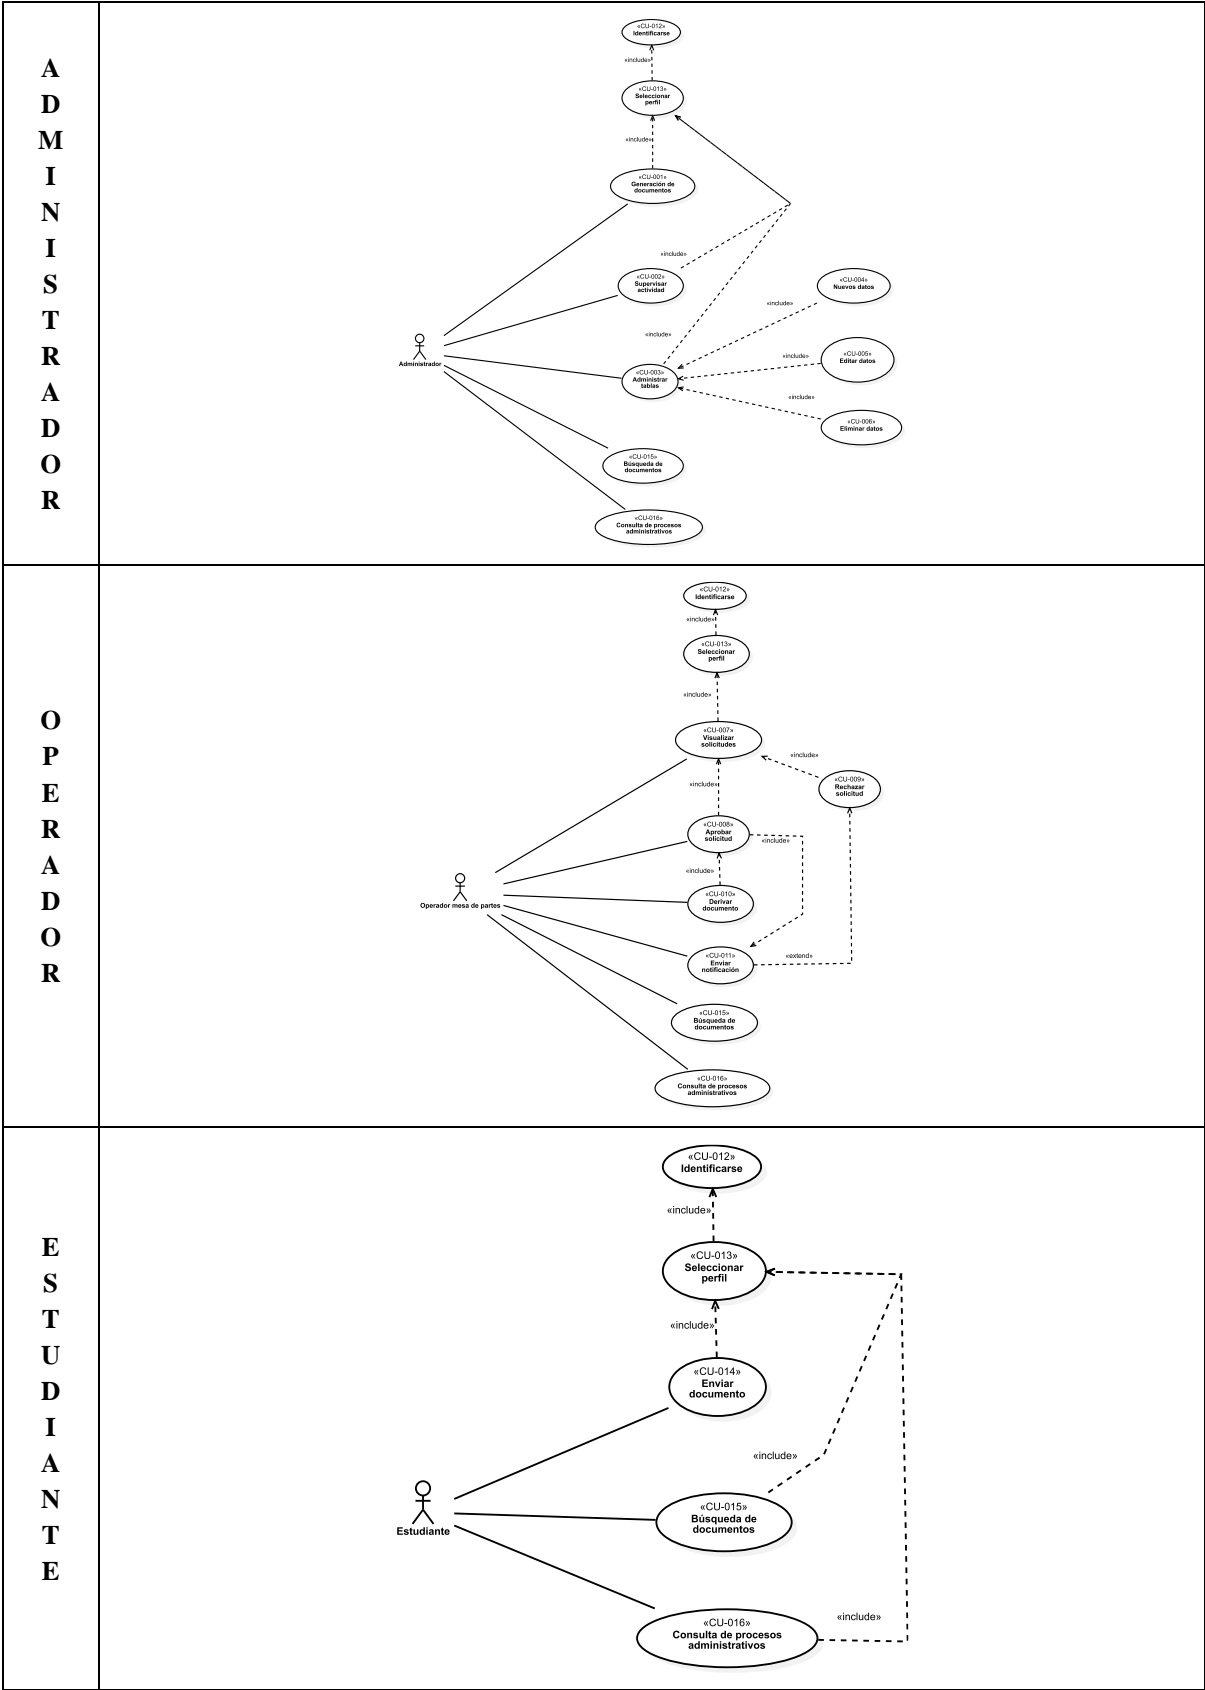 A
D
M
I
N
I
S
T
R
A
D
O
R
«CU-012»
Identificarse
«include»
«CU-013»
Seleccionar
perfil
«include»
«CU-001»
Generación de
documentos
«include»
«CU-002»
Supervisar
actividad
«CU-004»
Nuevos datos
«include»
«include»
«include»
«CU-005»
Editar datos
Administrador
«CU-003»
Administrar
tablas
«include»
«CU-006»
Eliminar datos
«CU-015»
Búsqueda de
documentos
«CU-016»
Consulta de procesos
administrativos
O
P
E
R
A
D
O
R
«CU-012»
Identificarse
«include»
«CU-013»
Seleccionar
perfil
«include»
«CU-007»
Visualizar
solicitudes
«include»
«CU-009»
Rechazar
solicitud
«include»
«CU-008»
Aprobar
solicitud
«include»
«include»
Operador mesa de partes
«CU-010»
Derivar
documento
«CU-011»
Enviar
notificación
«extend»
«CU-015»
Búsqueda de
documentos
«CU-016»
Consulta de procesos
administrativos
E
S
T
U
D
I
A
N
T
E
«CU-012»
Identificarse
«include»
«CU-013»
Seleccionar
perfil
«include»
«CU-014»
Enviar
documento
«include»
Estudiante
«CU-015»
Búsqueda de
documentos
«include»
«CU-016»
Consulta de procesos
administrativos